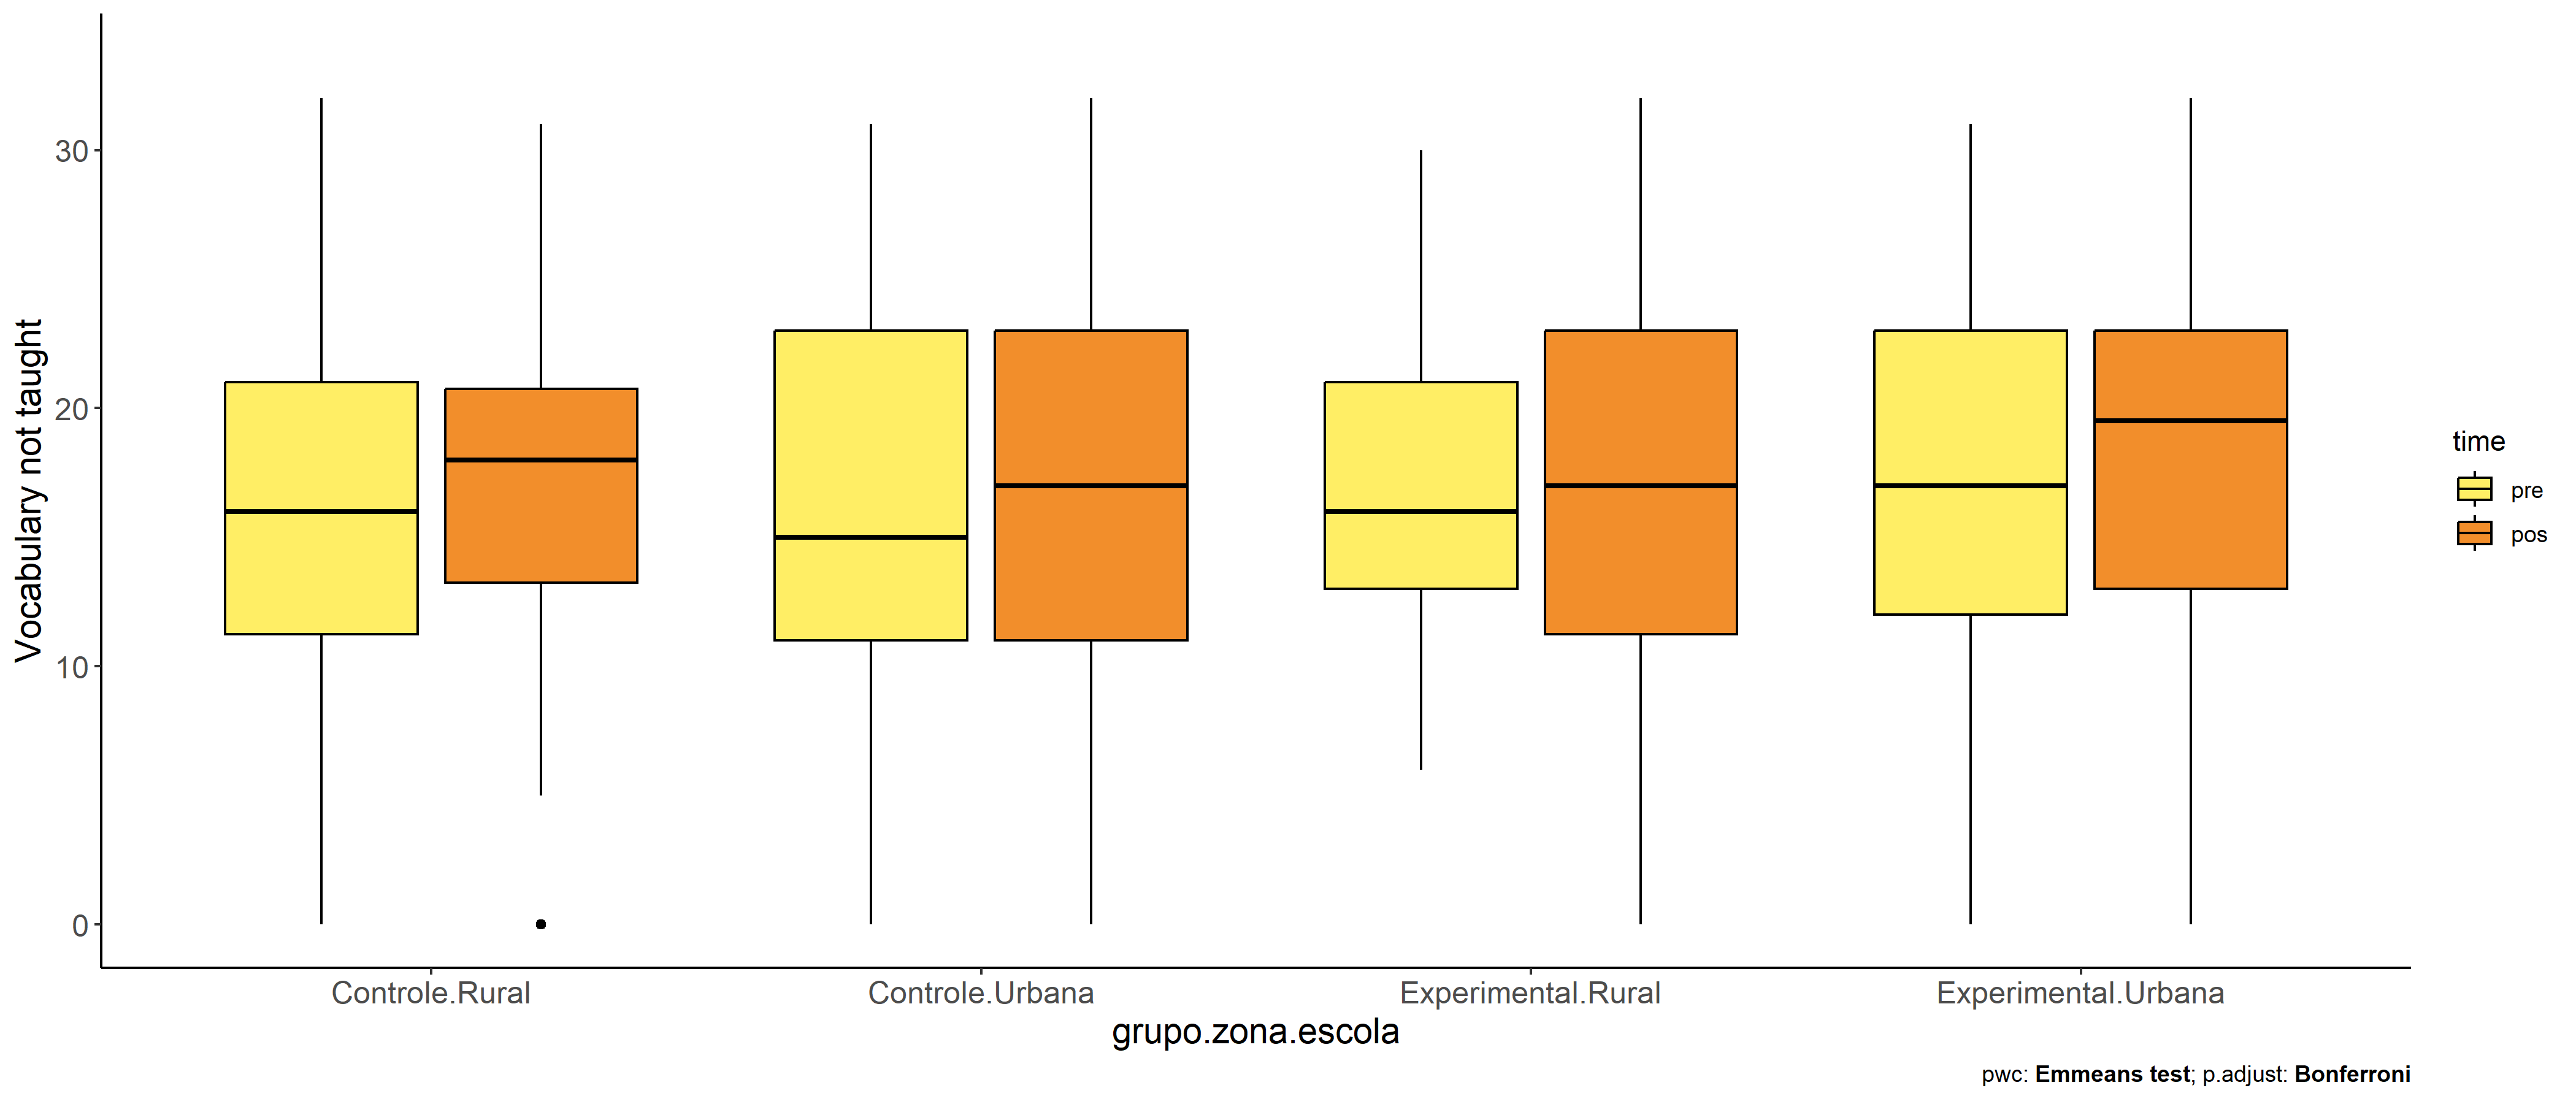 Vocabulary not taught
30
20
10
0
Controle.Rural
Controle.Urbana
Experimental.Rural
Experimental.Urbana
grupo.zona.escola
time
pre
pos
pwc: Emmeans test; p.adjust: Bonferroni